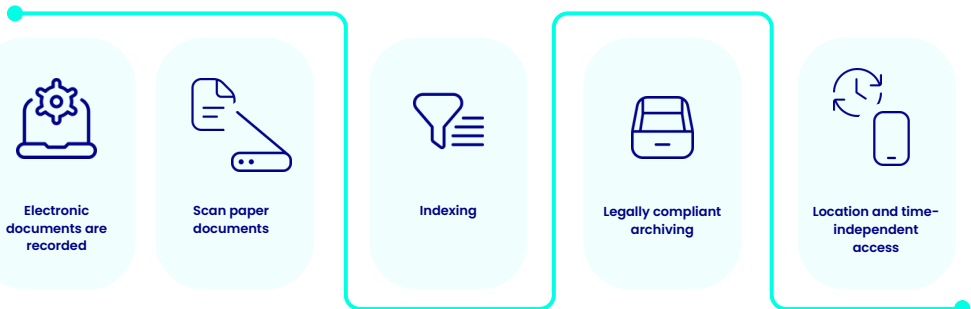 Electronic
documents are
recorded
Scan paper
documents
Indexing
Legally compliant
archiving
Location and time-
independent
access